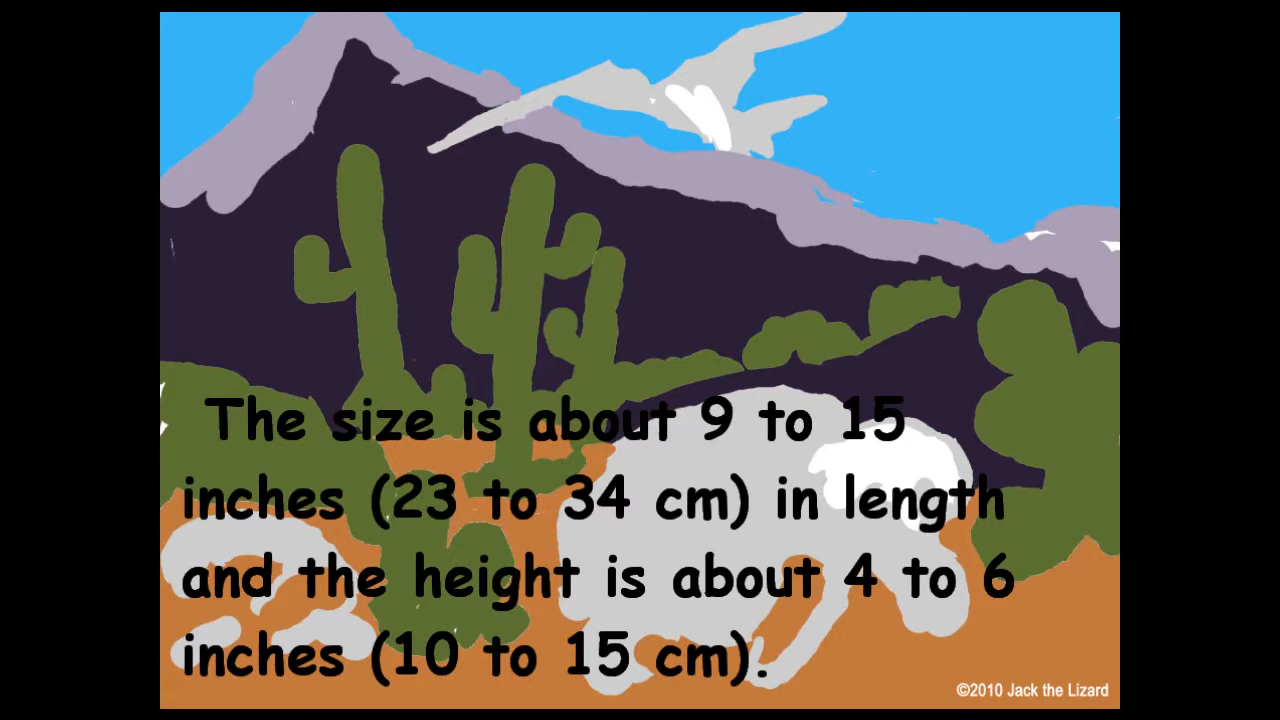 The size is about 9 to 15
inches (23 to 34 cm) in length
and the height is about 4 to 6
inches (10 to 15 cm).
©2010 Jack the Lizard